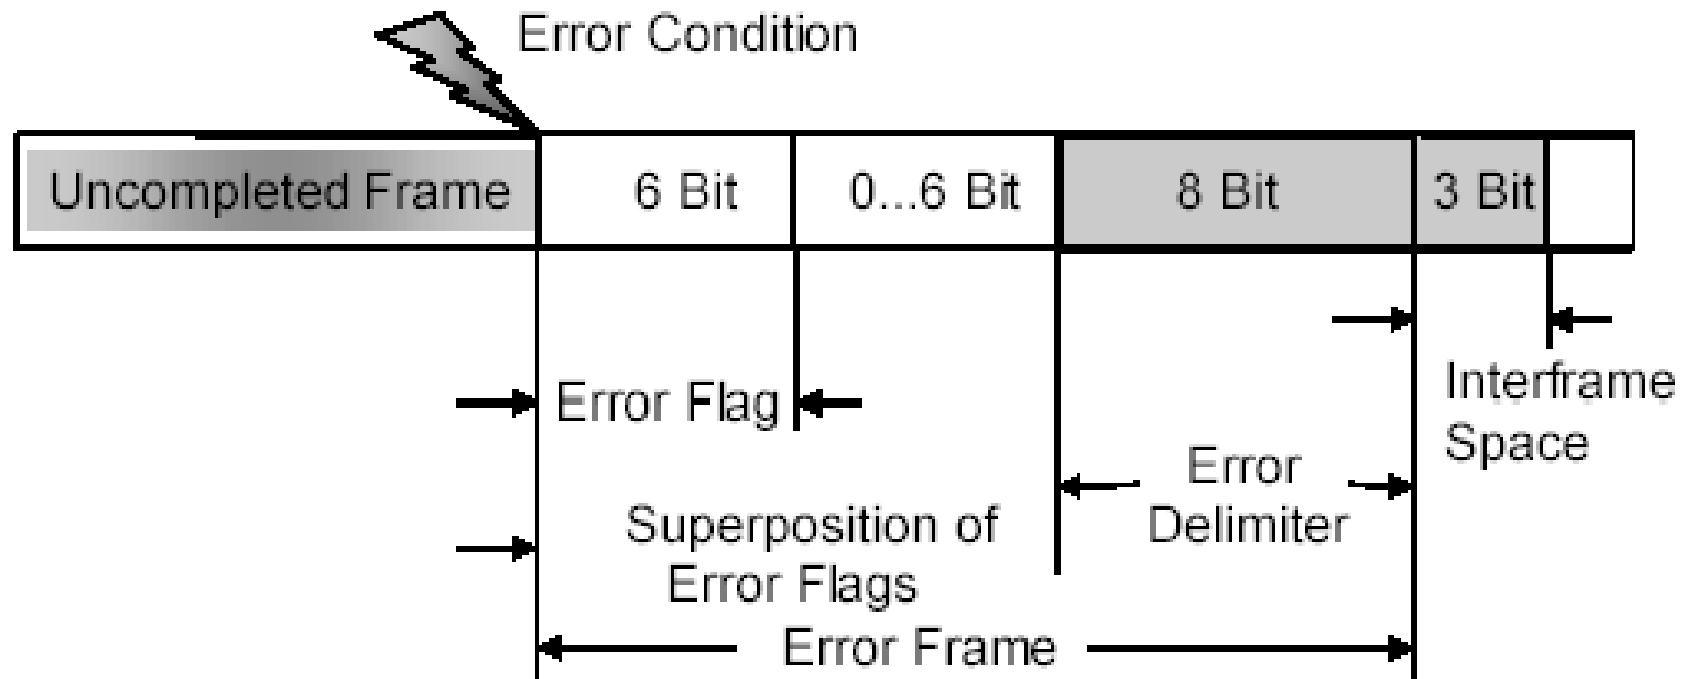 Error Condition
Uncompleted Frame
6 Bit
0...6 Bit
8 Bit
3 Bit
Error Flag
Interframe
Space
Error
Delimiter
Superposition of
Error Flags
Error Frame